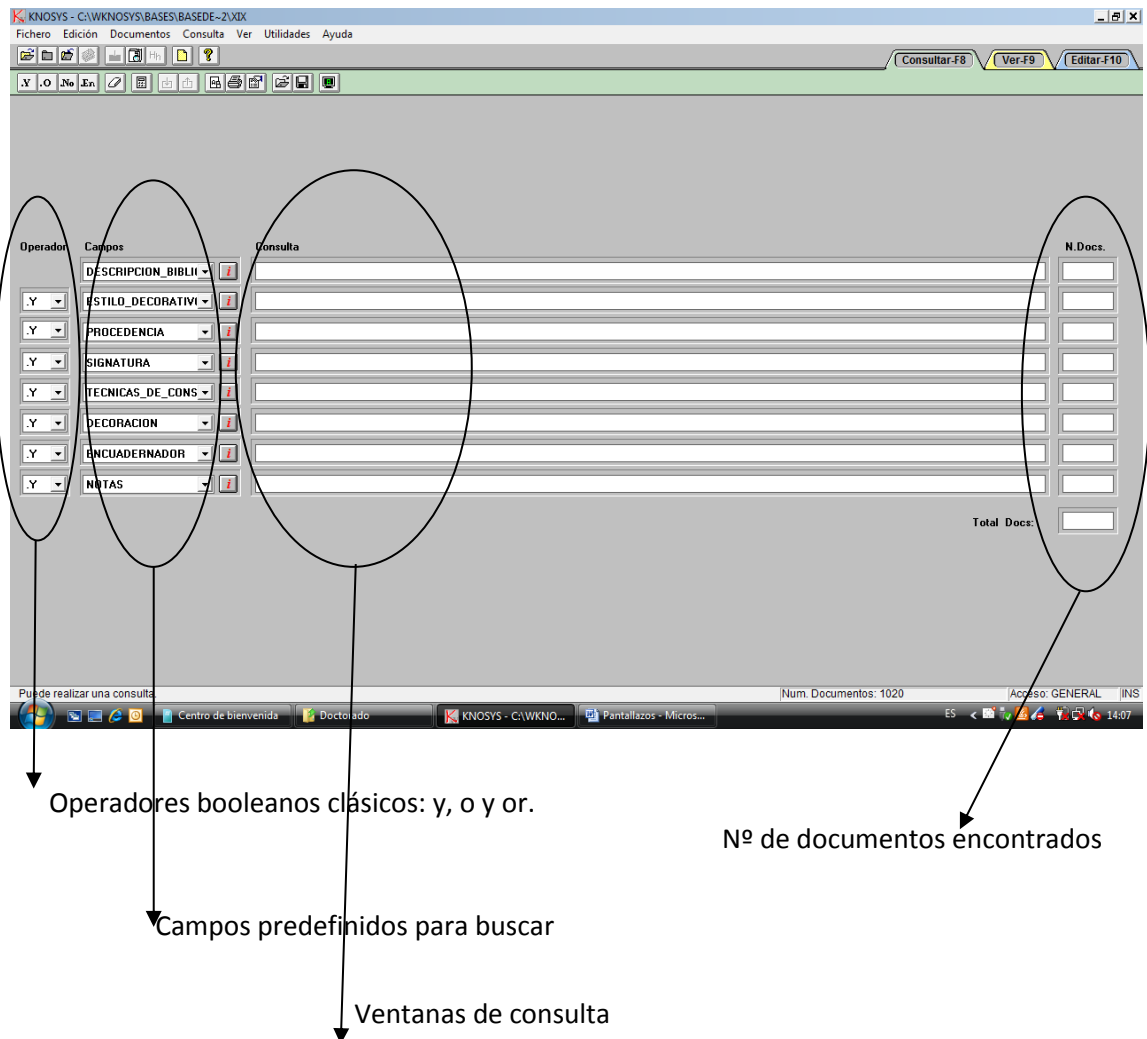 KNOSYS - C:\WKNOSYS\BASES\BASEDE~2\XIX
Fichero Edición Documentos Consulta Ver Utilidades Ayuda
Consultar-F8 Ver-F9 Editar-F10
.Y .O .No .En
Operador Campos Consulta N.Docs.
DESCRIPCION_BIBLI i
.Y ESTILO_DECORATIV i
.Y PROCEDENCIA i
.Y SIGNATURA i
.Y TECNICAS_DE_CONS i
.Y DECORACION i
.Y ENCUADERNADOR i
.Y NOTAS i
Total Docs:
Puede realizar una consulta. Num. Documentos: 1020 Acceso: GENERAL INS
Centro de bienvenida Doctorado KNOSYS - C:\WKNO... Pantallazos - Micros... ES 14:07
Operadores booleanos clásicos: y, o y or.
Nº de documentos encontrados
Campos predefinidos para buscar
Ventanas de consulta